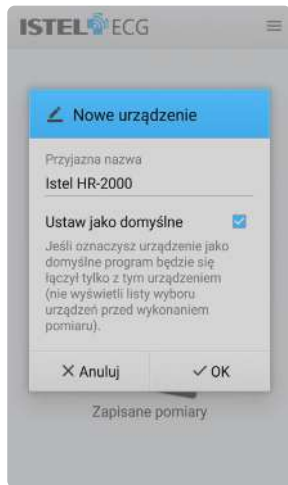 ISTEL ECG
Nowe urządzenie
Przyjazna nazwa
Istel HR-2000
Ustaw jako domyślne
Jeśli oznaczysz urządzenie jako
domyślne program będzie się
łączył tylko z tym urządzeniem
(nie wyświetli listy wyboru
urządzeń przed wykonaniem
pomiaru).
Anuluj OK
Zapisane pomiary